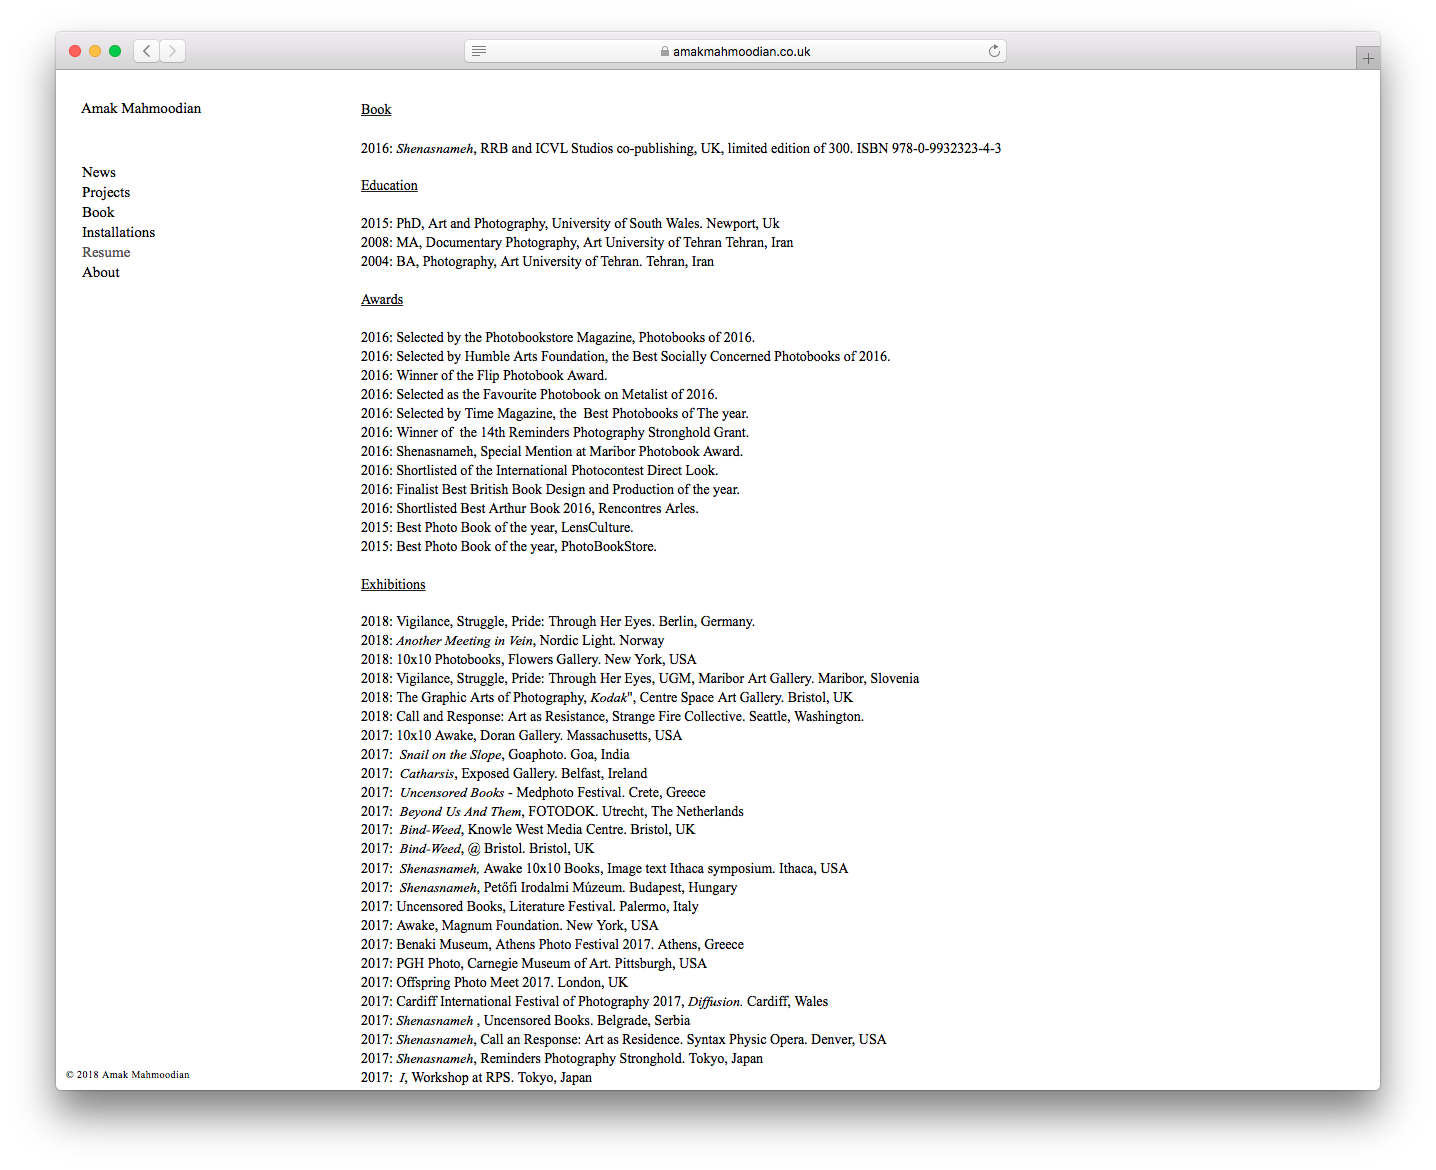 amakmahmoodian.co.uk
Amak Mahmoodian
News
Projects
Book
Installations
Resume
About
Book
2016: Shenasnameh, RRB and ICVL Studios co-publishing, UK, limited edition of 300. ISBN 978-0-9932323-4-3
Education
2015: PhD, Art and Photography, University of South Wales. Newport, Uk
2008: MA, Documentary Photography, Art University of Tehran Tehran, Iran
2004: BA, Photography, Art University of Tehran. Tehran, Iran
Awards
2016: Selected by the Photobookstore Magazine, Photobooks of 2016.
2016: Selected by Humble Arts Foundation, the Best Socially Concerned Photobooks of 2016.
2016: Winner of the Flip Photobook Award.
2016: Selected as the Favourite Photobook on Metalist of 2016.
2016: Selected by Time Magazine, the  Best Photobooks of The year.
2016: Winner of  the 14th Reminders Photography Stronghold Grant.
2016: Shenasnameh, Special Mention at Maribor Photobook Award.
2016: Shortlisted of the International Photocontest Direct Look.
2016: Finalist Best British Book Design and Production of the year.
2016: Shortlisted Best Arthur Book 2016, Rencontres Arles.
2015: Best Photo Book of the year, LensCulture.
2015: Best Photo Book of the year, PhotoBookStore.
Exhibitions
2018: Vigilance, Struggle, Pride: Through Her Eyes. Berlin, Germany.
2018: Another Meeting in Vein, Nordic Light. Norway
2018: 10x10 Photobooks, Flowers Gallery. New York, USA
2018: Vigilance, Struggle, Pride: Through Her Eyes, UGM, Maribor Art Gallery. Maribor, Slovenia
2018: The Graphic Arts of Photography, Kodak", Centre Space Art Gallery. Bristol, UK
2018: Call and Response: Art as Resistance, Strange Fire Collective. Seattle, Washington.
2017: 10x10 Awake, Doran Gallery. Massachusetts, USA
2017:  Snail on the Slope, Goaphoto. Goa, India
2017:  Catharsis, Exposed Gallery. Belfast, Ireland
2017:  Uncensored Books - Medphoto Festival. Crete, Greece
2017:  Beyond Us And Them, FOTODOK. Utrecht, The Netherlands
2017:  Bind-Weed, Knowle West Media Centre. Bristol, UK
2017:  Bind-Weed, @ Bristol. Bristol, UK
2017:  Shenasnameh, Awake 10x10 Books, Image text Ithaca symposium. Ithaca, USA
2017:  Shenasnameh, Petőfi Irodalmi Múzeum. Budapest, Hungary
2017: Uncensored Books, Literature Festival. Palermo, Italy
2017: Awake, Magnum Foundation. New York, USA
2017: Benaki Museum, Athens Photo Festival 2017. Athens, Greece
2017: PGH Photo, Carnegie Museum of Art. Pittsburgh, USA
2017: Offspring Photo Meet 2017. London, UK
2017: Cardiff International Festival of Photography 2017, Diffusion. Cardiff, Wales
2017: Shenasnameh , Uncensored Books. Belgrade, Serbia
2017: Shenasnameh, Call an Response: Art as Residence. Syntax Physic Opera. Denver, USA
2017: Shenasnameh, Reminders Photography Stronghold. Tokyo, Japan
2017:  I, Workshop at RPS. Tokyo, Japan
© 2018 Amak Mahmoodian